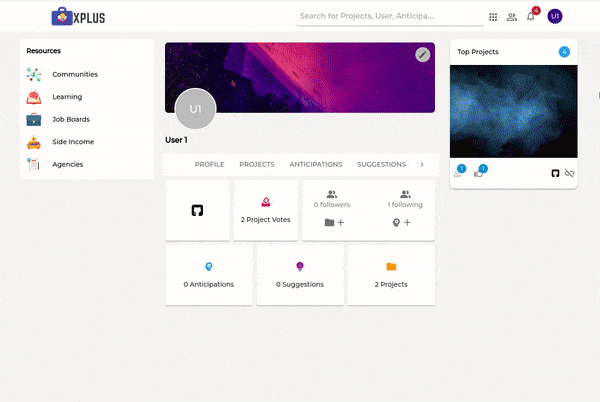 XPLUS
Search for Projects, User, Anticipa....
4
U1
Resources
Communities
Learning
Job Boards
Side Income
Agencies
U1
User 1
PROFILE PROJECTS ANTICIPATIONS SUGGESTIONS
2 Project Votes
0 followers
1 following
0 Anticipations
0 Suggestions
2 Projects
Top Projects
4
1
1